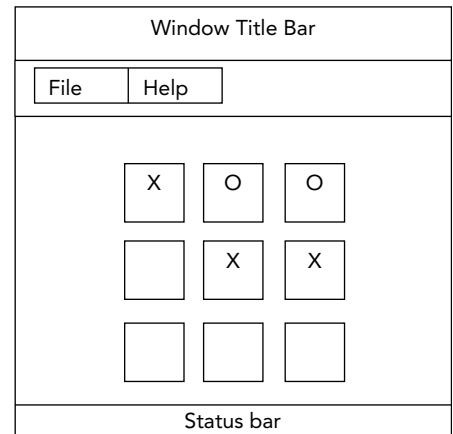 Window Title Bar
File Help
X O O
X X
Status bar